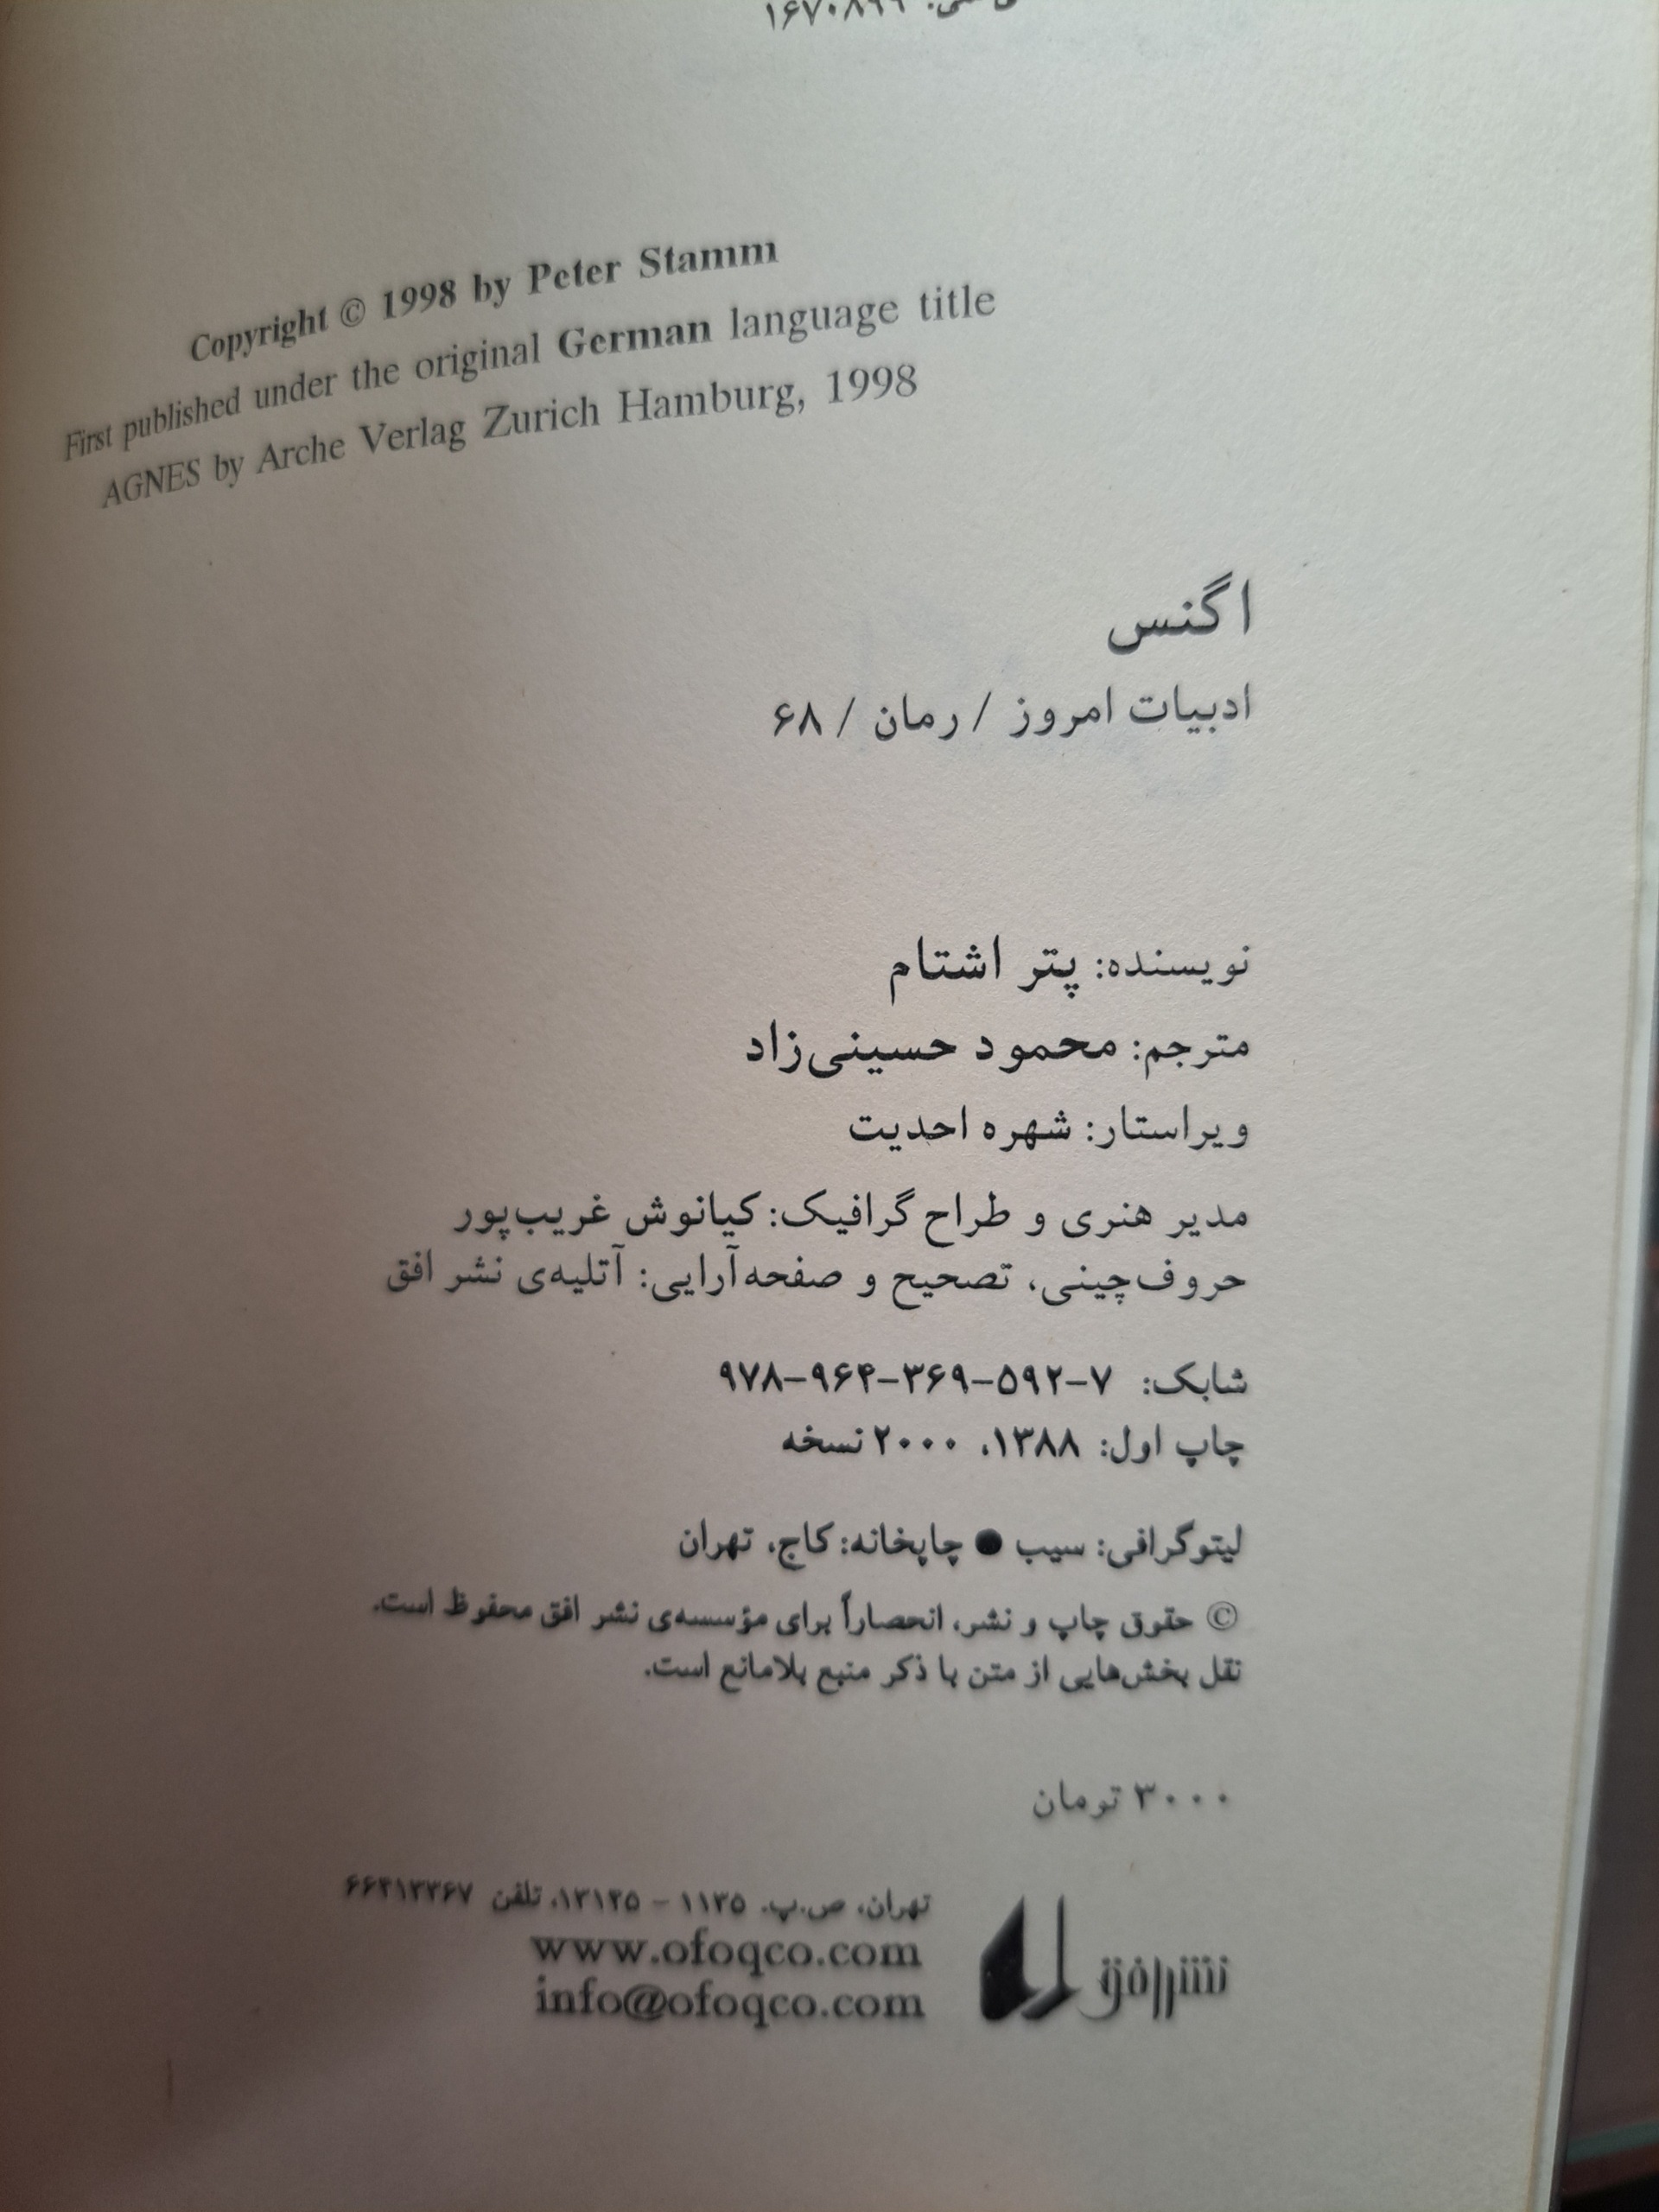 ۱۶۷۰۸۹۹
Copyright © 1998 by Peter Stamm
First published under the original German language title
AGNES by Arche Verlag Zurich Hamburg, 1998
اگنس
ادبیات امروز / رمان / ۶۸
نویسنده: پتر اشتام
مترجم: محمود حسینی‌زاد
ویراستار: شهره احدیت
مدیر هنری و طراح گرافیک: کیانوش غریب‌پور
حروف‌چینی، تصحیح و صفحه‌آرایی: آتلیه‌ی نشر افق
شابک: ۹۷۸-۹۶۴-۳۶۹-۵۹۲-۷
چاپ اول: ۱۳۸۸، ۲۰۰۰ نسخه
لیتوگرافی: سیب ● چاپخانه: کاج، تهران
© حقوق چاپ و نشر، انحصاراً برای مؤسسه‌ی نشر افق محفوظ است.
نقل بخش‌هایی از متن با ذکر منبع بلامانع است.
۳۰۰۰ تومان
نشر افق
تهران، ص.پ. ۱۱۳۵ - ۱۳۱۴۵، تلفن ۶۶۴۱۳۳۶۷
www.ofoqco.com
info@ofoqco.com